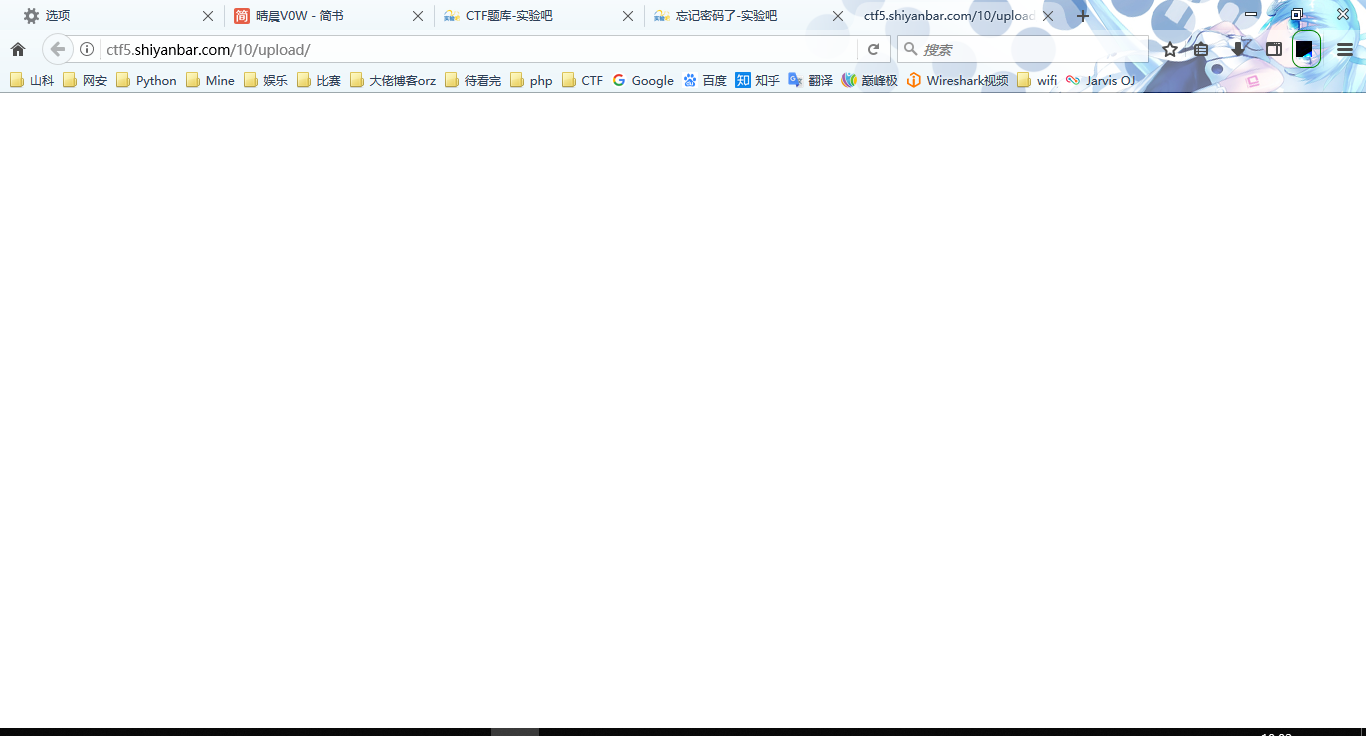 选项 晴晨V0W - 简书 CTF题库-实验吧 忘记密码了-实验吧 ctf5.shiyanbar.com/10/upload
ctf5.shiyanbar.com/10/upload/ 搜索
山科 网安 Python Mine 娱乐 比赛 大佬博客orz 待看完 php CTF Google 百度 知 知乎 翻译 巅峰极 Wireshark视频 wifi Jarvis OJ